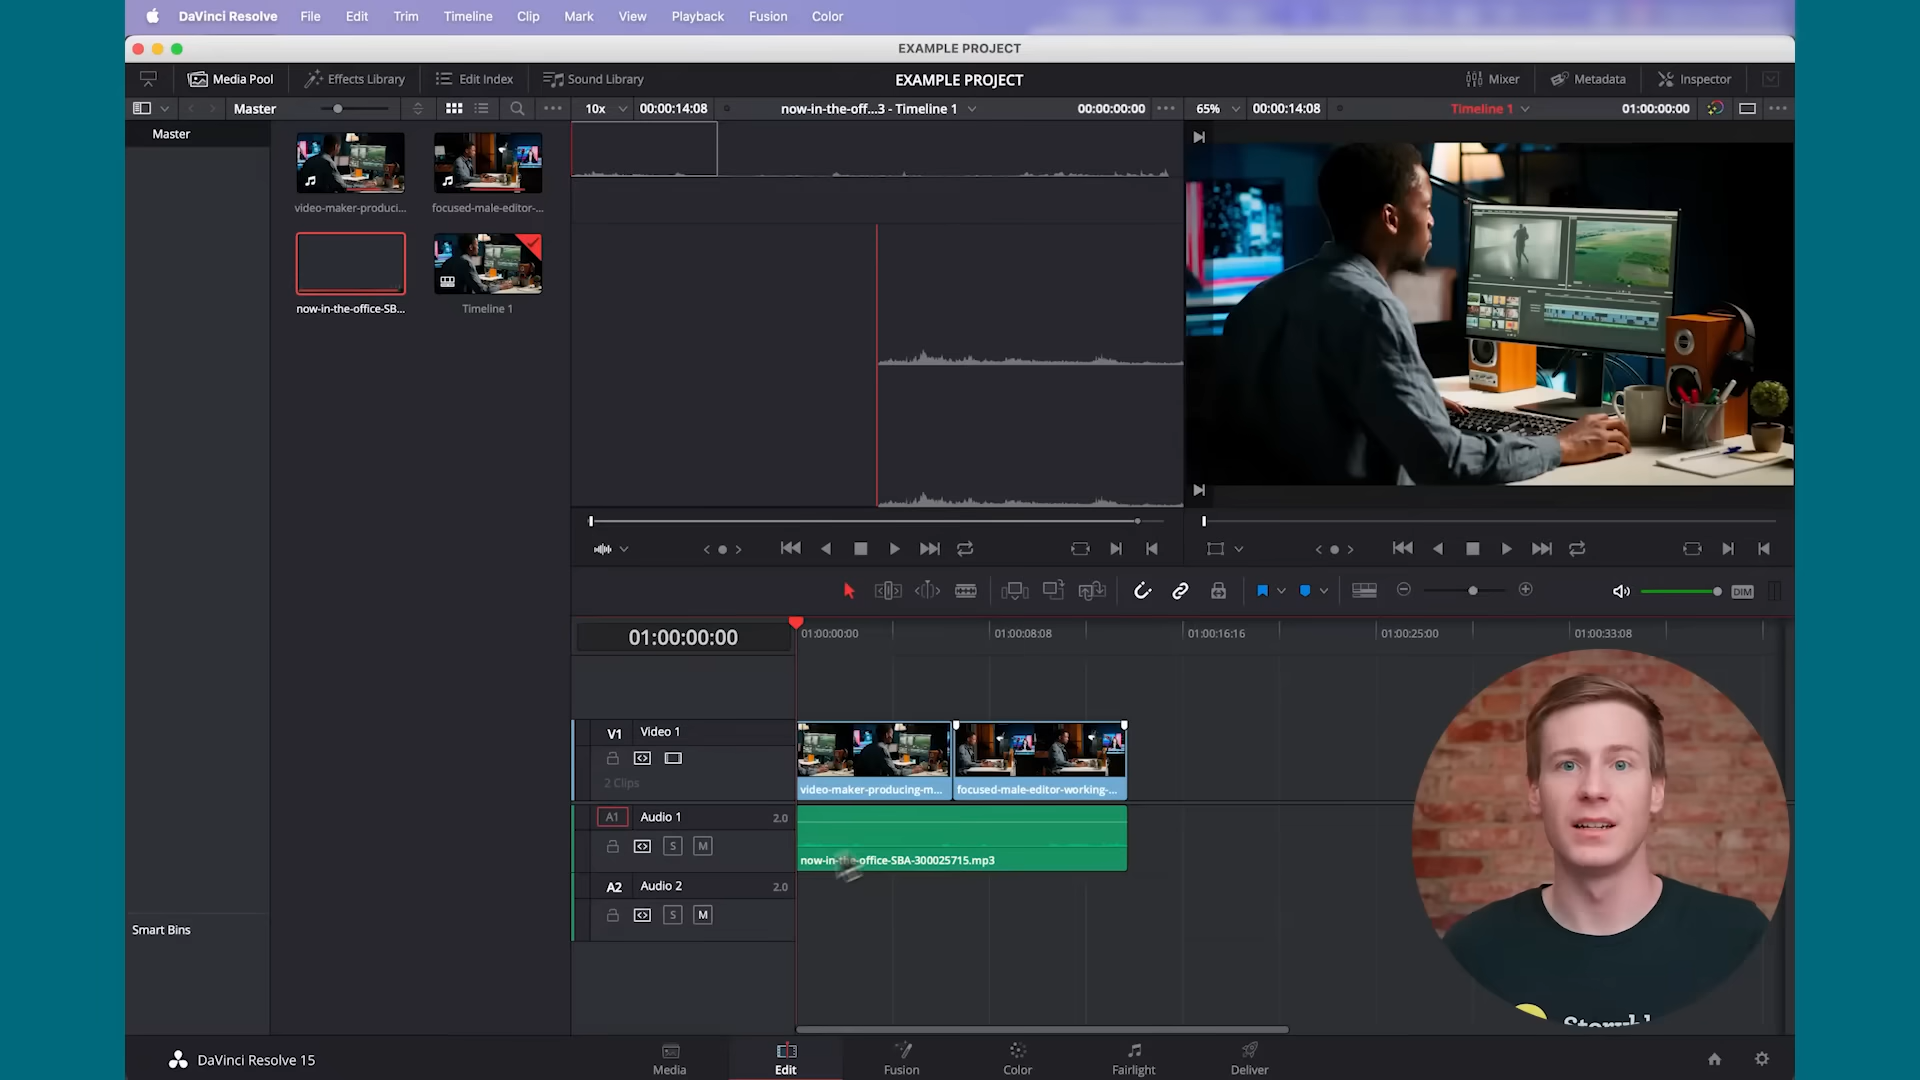 DaVinci Resolve File Edit Trim Timeline Clip Mark View Playback Fusion Color
EXAMPLE PROJECT
Media Pool Effects Library Edit Index Sound Library EXAMPLE PROJECT Mixer Metadata Inspector
Master 10x 00:00:14:08 now-in-the-off...3 - Timeline 1 00:00:00:00 65% 00:00:14:08 Timeline 1 01:00:00:00
Master
video-maker-produci... focused-male-editor-...
now-in-the-office-SB... Timeline 1
DIM
01:00:00:00 01:00:00:00 01:00:08:08 01:00:16:16 01:00:25:00 01:00:33:08
V1 Video 1
2 Clips
video-maker-producing-m... focused-male-editor-working-...
A1 Audio 1 2.0
S M
now-in-the-office-SBA-300025715.mp3
A2 Audio 2 2.0
S M
Smart Bins
DaVinci Resolve 15
Media Edit Fusion Color Fairlight Deliver